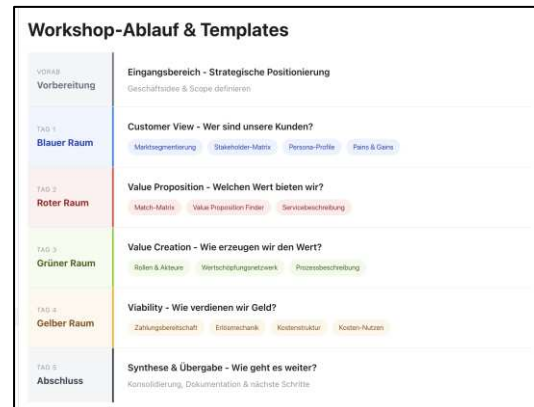 Workshop-Ablauf & Templates
VORAB
Vorbereitung
Eingangsbereich - Strategische Positionierung
Geschäftsidee & Scope definieren
TAG 1
Blauer Raum
Customer View - Wer sind unsere Kunden?
Marktsegmentierung Stakeholder-Matrix Persona-Profile Pains & Gains
TAG 2
Roter Raum
Value Proposition - Welchen Wert bieten wir?
Match-Matrix Value Proposition Finder Servicebeschreibung
TAG 3
Grüner Raum
Value Creation - Wie erzeugen wir den Wert?
Rollen & Akteure Wertschöpfungsnetzwerk Prozessbeschreibung
TAG 4
Gelber Raum
Viability - Wie verdienen wir Geld?
Zahlungsbereitschaft Erlösmechanik Kostenstruktur Kosten-Nutzen
TAG 5
Abschluss
Synthese & Übergabe - Wie geht es weiter?
Konsolidierung, Dokumentation & nächste Schritte